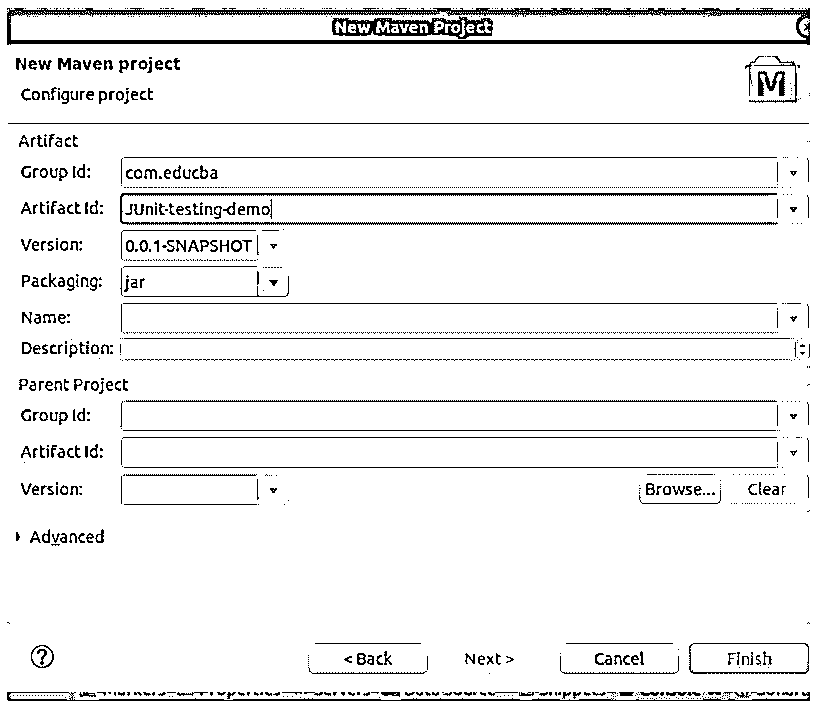 New Maven Project
New Maven project
Configure project
M
Artifact
Group Id: com.educba
Artifact Id: JUnit-testing-demo
Version: 0.0.1-SNAPSHOT
Packaging: jar
Name:
Description:
Parent Project
Group Id:
Artifact Id:
Version: Browse... Clear
Advanced
? < Back Next > Cancel Finish